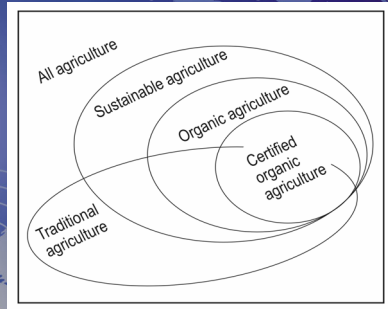 All agriculture
Sustainable agriculture
Organic agriculture
Certified
organic
agriculture
Traditional
agriculture